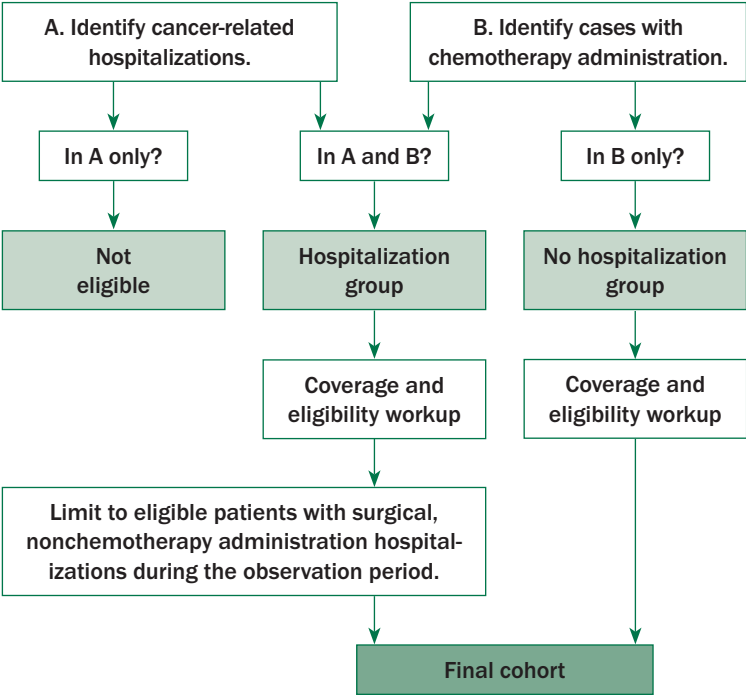 A. Identify cancer-related
hospitalizations.
B. Identify cases with
chemotherapy administration.
In A only?
In A and B?
In B only?
Not
eligible
Hospitalization
group
No hospitalization
group
Coverage and
eligibility workup
Coverage and
eligibility workup
Limit to eligible patients with surgical,
nonchemotherapy administration hospital-
izations during the observation period.
Final cohort